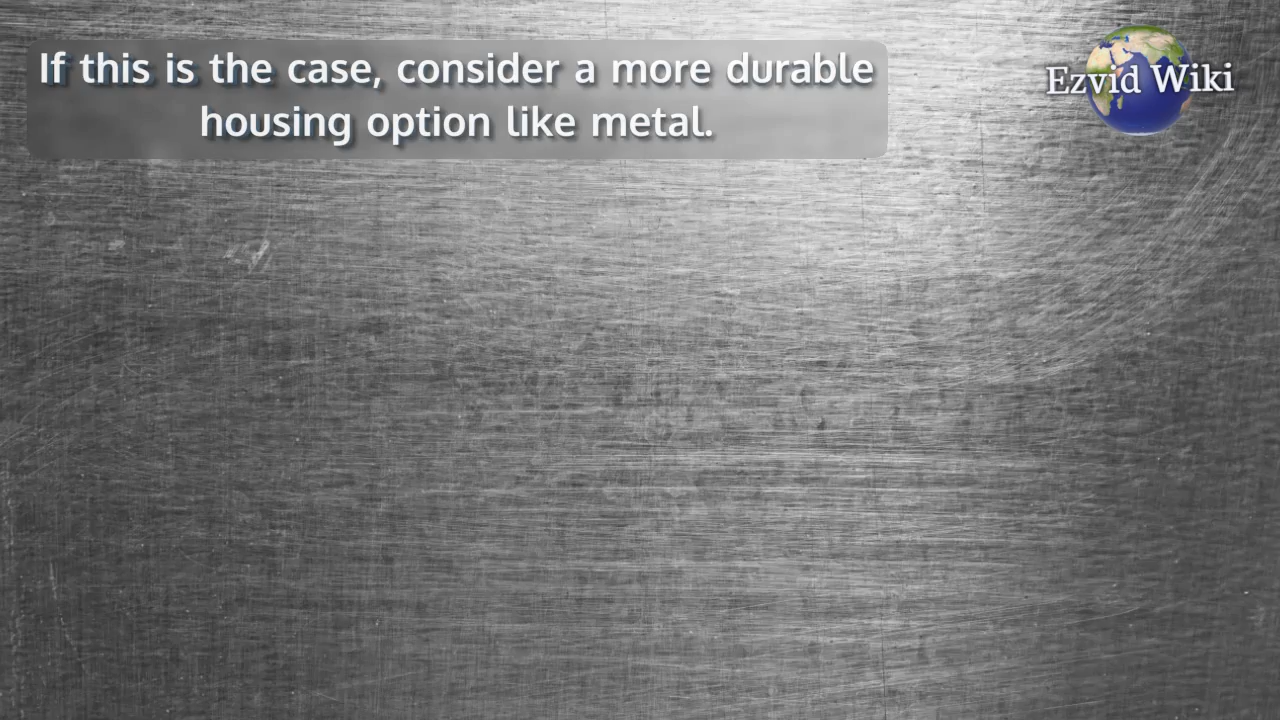 If this is the case, consider a more durable
housing option like metal.
Ezvid Wiki